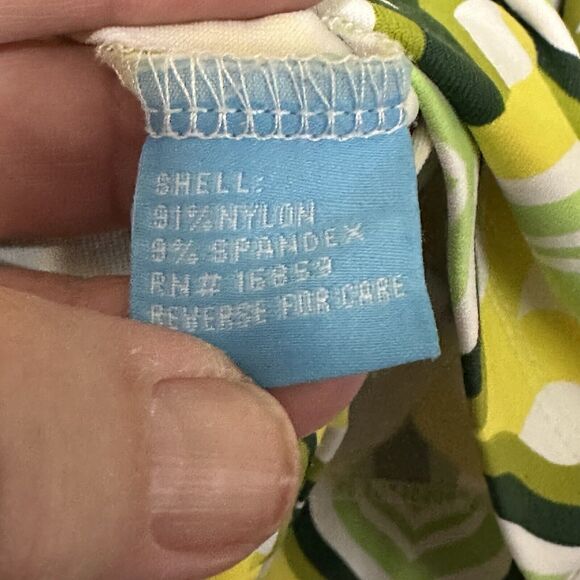 SHELL:
91% NYLON
9% SPANDEX
RN# 16859
REVERSE FOR CARE